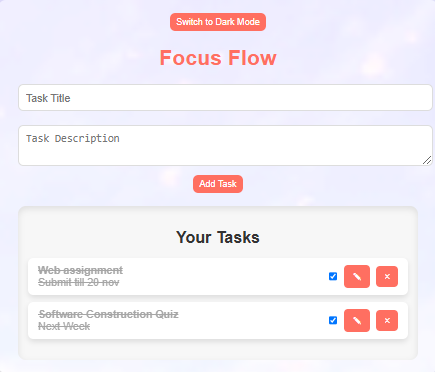 Switch to Dark Mode
Focus Flow
Task Title
Task Description
Add Task
Your Tasks
Web assignment
Submit till 20 nov
Software Construction Quiz
Next Week